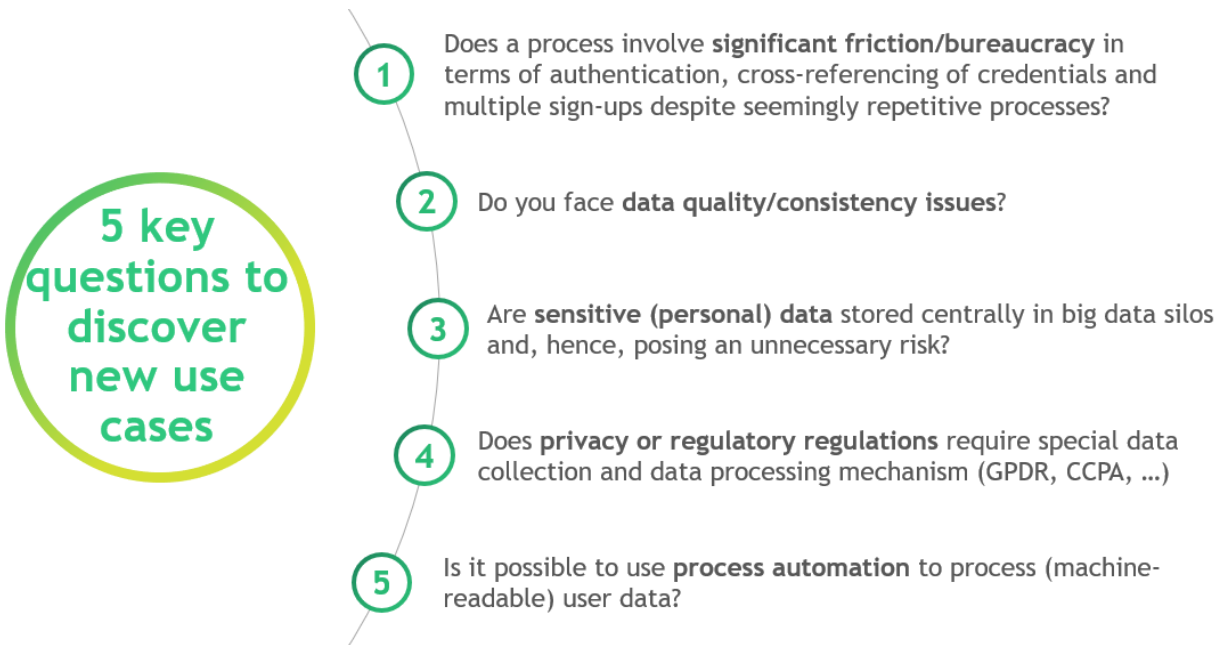 5 key
questions to
discover
new use
cases
1
Does a process involve significant friction/bureaucracy in
terms of authentication, cross-referencing of credentials and
multiple sign-ups despite seemingly repetitive processes?
2
Do you face data quality/consistency issues?
3
Are sensitive (personal) data stored centrally in big data silos
and, hence, posing an unnecessary risk?
4
Does privacy or regulatory regulations require special data
collection and data processing mechanism (GPDR, CCPA, …)
5
Is it possible to use process automation to process (machine-
readable) user data?